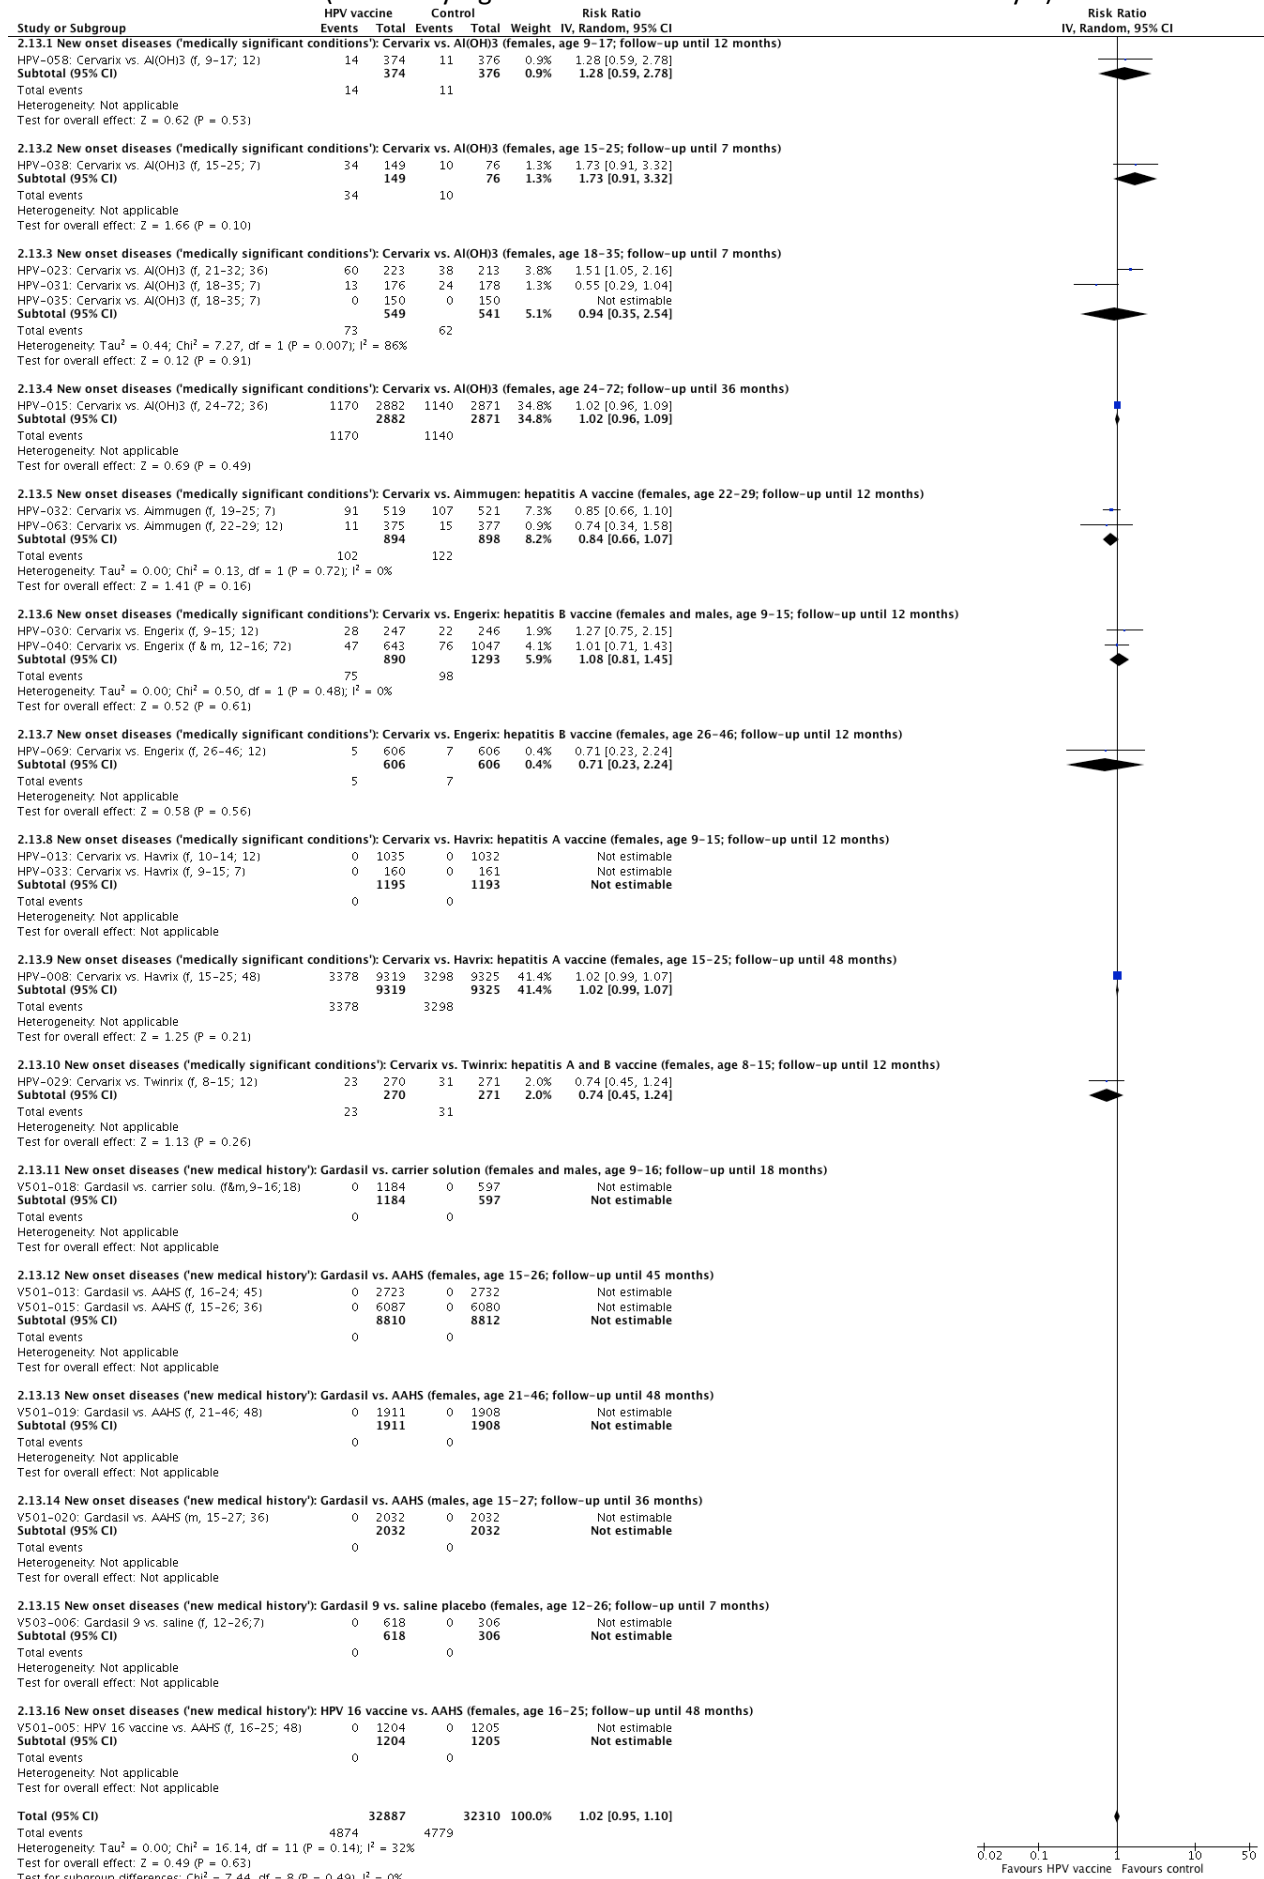 HPV vaccine Control Risk Ratio Risk Ratio
Study or Subgroup Events Total Events Total Weight IV, Random, 95% CI IV, Random, 95% CI
2.13.1 New onset diseases ('medically significant conditions'): Cervarix vs. Al(OH)3 (females, age 9–17; follow–up until 12 months)
HPV–058: Cervarix vs. Al(OH)3 (f, 9–17; 12) 14 374 11 376 0.9% 1.28 [0.59, 2.78]
Subtotal (95% CI) 374 376 0.9% 1.28 [0.59, 2.78]
Total events 14 11
Heterogeneity: Not applicable
Test for overall effect: Z = 0.62 (P = 0.53)
2.13.2 New onset diseases ('medically significant conditions'): Cervarix vs. Al(OH)3 (females, age 15–25; follow–up until 7 months)
HPV–038: Cervarix vs. Al(OH)3 (f, 15–25; 7) 34 149 10 76 1.3% 1.73 [0.91, 3.32]
Subtotal (95% CI) 149 76 1.3% 1.73 [0.91, 3.32]
Total events 34 10
Heterogeneity: Not applicable
Test for overall effect: Z = 1.66 (P = 0.10)
2.13.3 New onset diseases ('medically significant conditions'): Cervarix vs. Al(OH)3 (females, age 18–35; follow–up until 7 months)
HPV–023: Cervarix vs. Al(OH)3 (f, 21–32; 36) 60 223 38 213 3.8% 1.51 [1.05, 2.16]
HPV–031: Cervarix vs. Al(OH)3 (f, 18–35; 7) 13 176 24 178 1.3% 0.55 [0.29, 1.04]
HPV–035: Cervarix vs. Al(OH)3 (f, 18–35; 7) 0 150 0 150 Not estimable
Subtotal (95% CI) 549 541 5.1% 0.94 [0.35, 2.54]
Total events 73 62
Heterogeneity: Tau² = 0.44; Chi² = 7.27, df = 1 (P = 0.007); I² = 86%
Test for overall effect: Z = 0.12 (P = 0.91)
2.13.4 New onset diseases ('medically significant conditions'): Cervarix vs. Al(OH)3 (females, age 24–72; follow–up until 36 months)
HPV–015: Cervarix vs. Al(OH)3 (f, 24–72; 36) 1170 2882 1140 2871 34.8% 1.02 [0.96, 1.09]
Subtotal (95% CI) 2882 2871 34.8% 1.02 [0.96, 1.09]
Total events 1170 1140
Heterogeneity: Not applicable
Test for overall effect: Z = 0.69 (P = 0.49)
2.13.5 New onset diseases ('medically significant conditions'): Cervarix vs. Aimmugen: hepatitis A vaccine (females, age 22–29; follow–up until 12 months)
HPV–032: Cervarix vs. Aimmugen (f, 19–25; 7) 91 519 107 521 7.3% 0.85 [0.66, 1.10]
HPV–063: Cervarix vs. Aimmugen (f, 22–29; 12) 11 375 15 377 0.9% 0.74 [0.34, 1.58]
Subtotal (95% CI) 894 898 8.2% 0.84 [0.66, 1.07]
Total events 102 122
Heterogeneity: Tau² = 0.00; Chi² = 0.13, df = 1 (P = 0.72); I² = 0%
Test for overall effect: Z = 1.41 (P = 0.16)
2.13.6 New onset diseases ('medically significant conditions'): Cervarix vs. Engerix: hepatitis B vaccine (females and males, age 9–15; follow–up until 12 months)
HPV–030: Cervarix vs. Engerix (f, 9–15; 12) 28 247 22 246 1.9% 1.27 [0.75, 2.15]
HPV–040: Cervarix vs. Engerix (f & m, 12–16; 72) 47 643 76 1047 4.1% 1.01 [0.71, 1.43]
Subtotal (95% CI) 890 1293 5.9% 1.08 [0.81, 1.45]
Total events 75 98
Heterogeneity: Tau² = 0.00; Chi² = 0.50, df = 1 (P = 0.48); I² = 0%
Test for overall effect: Z = 0.52 (P = 0.61)
2.13.7 New onset diseases ('medically significant conditions'): Cervarix vs. Engerix: hepatitis B vaccine (females, age 26–46; follow–up until 12 months)
HPV–069: Cervarix vs. Engerix (f, 26–46; 12) 5 606 7 606 0.4% 0.71 [0.23, 2.24]
Subtotal (95% CI) 606 606 0.4% 0.71 [0.23, 2.24]
Total events 5 7
Heterogeneity: Not applicable
Test for overall effect: Z = 0.58 (P = 0.56)
2.13.8 New onset diseases ('medically significant conditions'): Cervarix vs. Havrix: hepatitis A vaccine (females, age 9–15; follow–up until 12 months)
HPV–013: Cervarix vs. Havrix (f, 10–14; 12) 0 1035 0 1032 Not estimable
HPV–033: Cervarix vs. Havrix (f, 9–15; 7) 0 160 0 161 Not estimable
Subtotal (95% CI) 1195 1193 Not estimable
Total events 0 0
Heterogeneity: Not applicable
Test for overall effect: Not applicable
2.13.9 New onset diseases ('medically significant conditions'): Cervarix vs. Havrix: hepatitis A vaccine (females, age 15–25; follow–up until 48 months)
HPV–008: Cervarix vs. Havrix (f, 15–25; 48) 3378 9319 3298 9325 41.4% 1.02 [0.99, 1.07]
Subtotal (95% CI) 9319 9325 41.4% 1.02 [0.99, 1.07]
Total events 3378 3298
Heterogeneity: Not applicable
Test for overall effect: Z = 1.25 (P = 0.21)
2.13.10 New onset diseases ('medically significant conditions'): Cervarix vs. Twinrix: hepatitis A and B vaccine (females, age 8–15; follow–up until 12 months)
HPV–029: Cervarix vs. Twinrix (f, 8–15; 12) 23 270 31 271 2.0% 0.74 [0.45, 1.24]
Subtotal (95% CI) 270 271 2.0% 0.74 [0.45, 1.24]
Total events 23 31
Heterogeneity: Not applicable
Test for overall effect: Z = 1.13 (P = 0.26)
2.13.11 New onset diseases ('new medical history'): Gardasil vs. carrier solution (females and males, age 9–16; follow–up until 18 months)
V501–018: Gardasil vs. carrier solu. (f&m,9–16;18) 0 1184 0 597 Not estimable
Subtotal (95% CI) 1184 597 Not estimable
Total events 0 0
Heterogeneity: Not applicable
Test for overall effect: Not applicable
2.13.12 New onset diseases ('new medical history'): Gardasil vs. AAHS (females, age 15–26; follow–up until 45 months)
V501–013: Gardasil vs. AAHS (f, 16–24; 45) 0 2723 0 2732 Not estimable
V501–015: Gardasil vs. AAHS (f, 15–26; 36) 0 6087 0 6080 Not estimable
Subtotal (95% CI) 8810 8812 Not estimable
Total events 0 0
Heterogeneity: Not applicable
Test for overall effect: Not applicable
2.13.13 New onset diseases ('new medical history'): Gardasil vs. AAHS (females, age 21–46; follow–up until 48 months)
V501–019: Gardasil vs. AAHS (f, 21–46; 48) 0 1911 0 1908 Not estimable
Subtotal (95% CI) 1911 1908 Not estimable
Total events 0 0
Heterogeneity: Not applicable
Test for overall effect: Not applicable
2.13.14 New onset diseases ('new medical history'): Gardasil vs. AAHS (males, age 15–27; follow–up until 36 months)
V501–020: Gardasil vs. AAHS (m, 15–27; 36) 0 2032 0 2032 Not estimable
Subtotal (95% CI) 2032 2032 Not estimable
Total events 0 0
Heterogeneity: Not applicable
Test for overall effect: Not applicable
2.13.15 New onset diseases ('new medical history'): Gardasil 9 vs. saline placebo (females, age 12–26; follow–up until 7 months)
V503–006: Gardasil 9 vs. saline (f, 12–26;7) 0 618 0 306 Not estimable
Subtotal (95% CI) 618 306 Not estimable
Total events 0 0
Heterogeneity: Not applicable
Test for overall effect: Not applicable
2.13.16 New onset diseases ('new medical history'): HPV 16 vaccine vs. AAHS (females, age 16–25; follow–up until 48 months)
V501–005: HPV 16 vaccine vs. AAHS (f, 16–25; 48) 0 1204 0 1205 Not estimable
Subtotal (95% CI) 1204 1205 Not estimable
Total events 0 0
Heterogeneity: Not applicable
Test for overall effect: Not applicable
Total (95% CI) 32887 32310 100.0% 1.02 [0.95, 1.10]
Total events 4874 4779
Heterogeneity: Tau² = 0.00; Chi² = 16.14, df = 11 (P = 0.14); I² = 32%
Test for overall effect: Z = 0.49 (P = 0.63)
Test for subgroup differences: Chi² = 7.44, df = 8 (P = 0.49), I² = 0%
0.02 0.1 1 10 50
Favours HPV vaccine Favours control